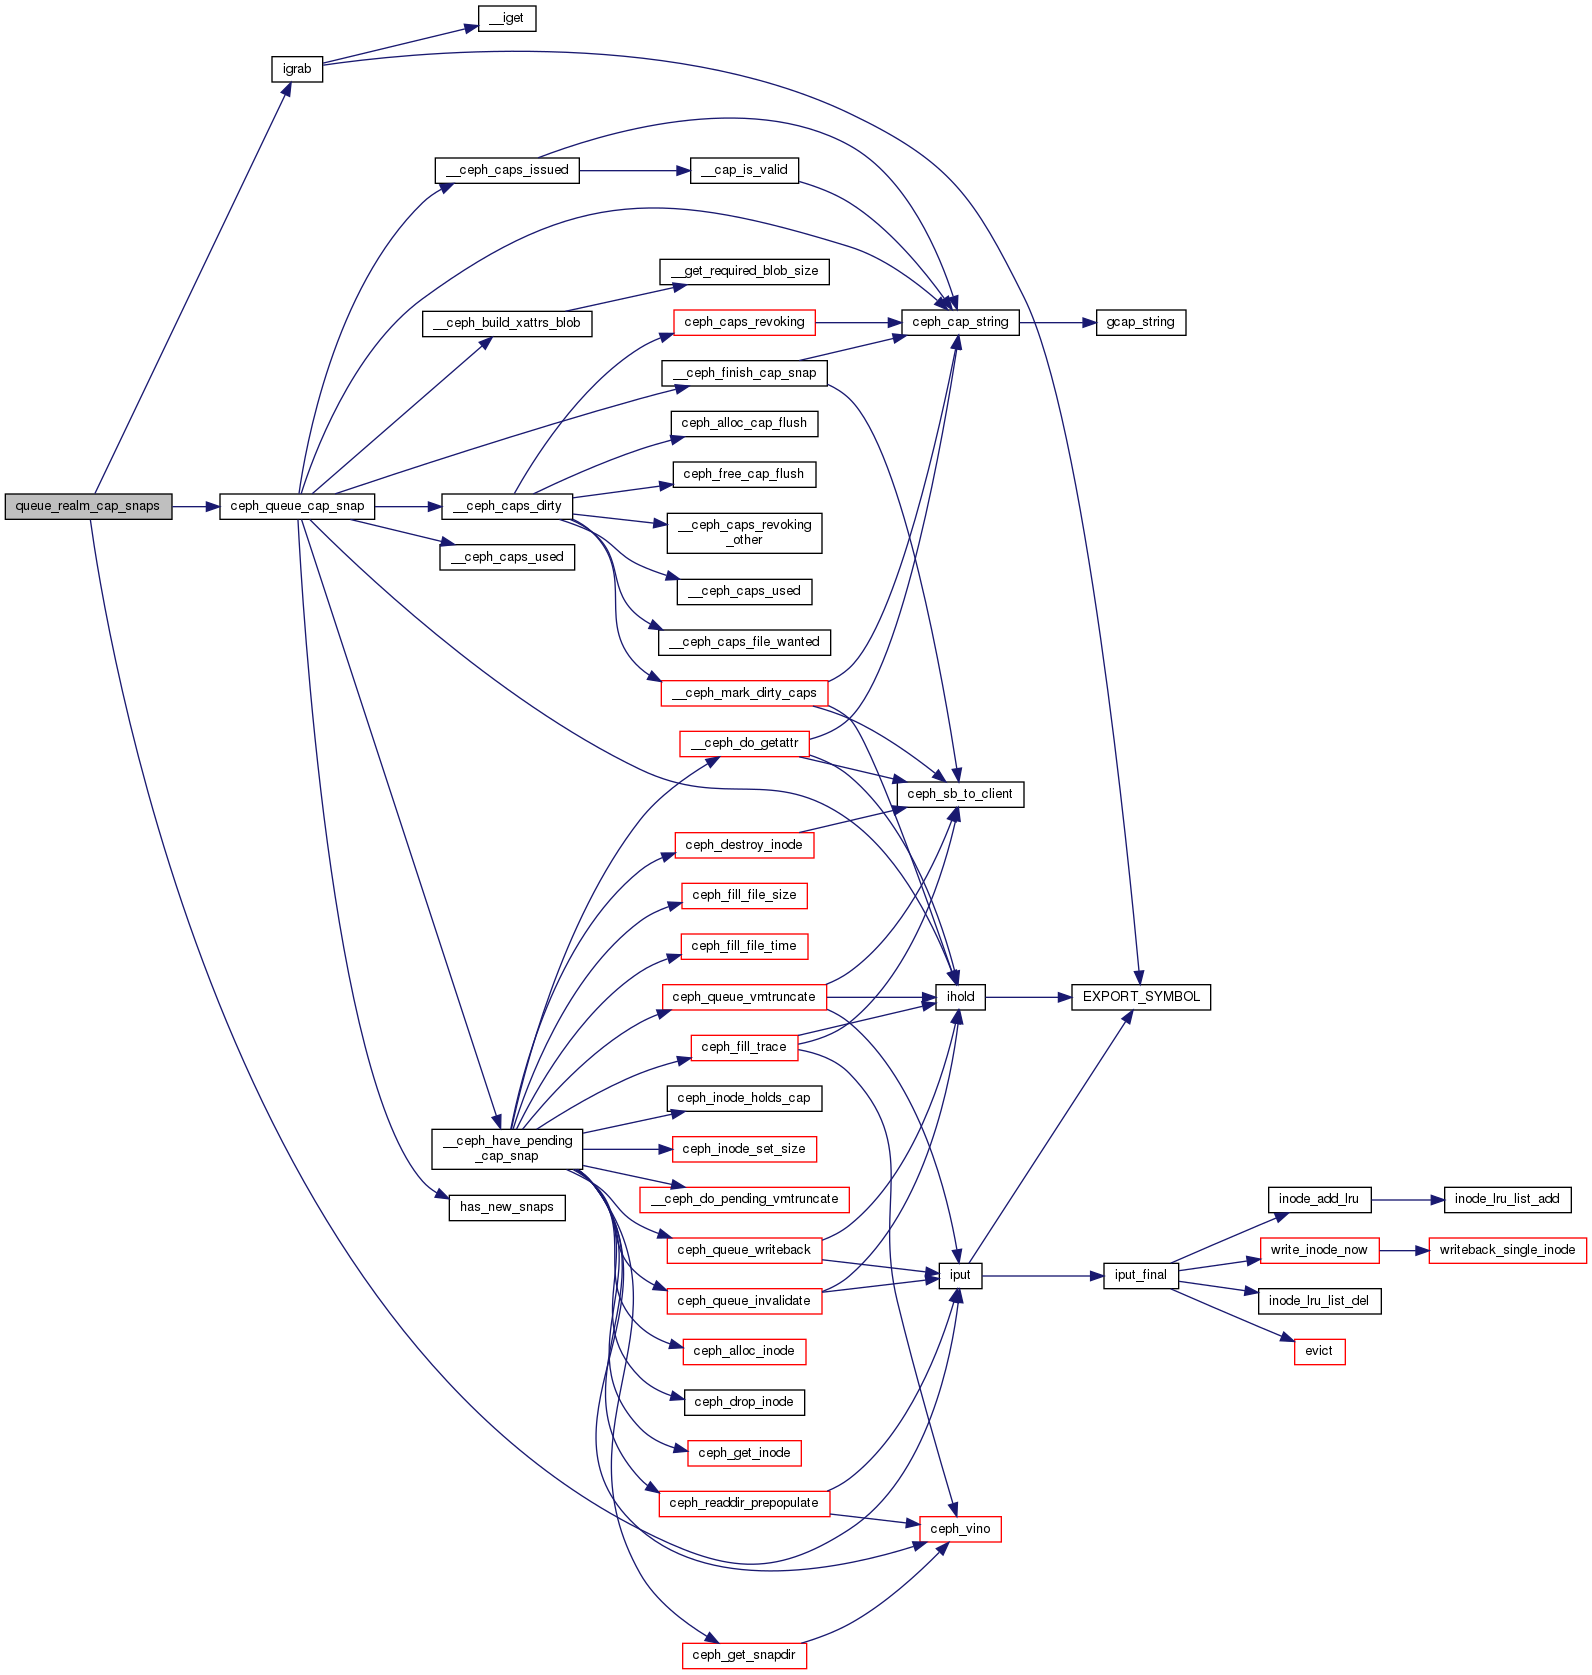 __iget
igrab
__ceph_caps_issued
__cap_is_valid
__get_required_blob_size
__ceph_build_xattrs_blob
ceph_caps_revoking
ceph_cap_string
gcap_string
__ceph_finish_cap_snap
ceph_alloc_cap_flush
ceph_free_cap_flush
queue_realm_cap_snaps
ceph_queue_cap_snap
__ceph_caps_dirty
__ceph_caps_revoking
_other
__ceph_caps_used
__ceph_caps_used
__ceph_caps_file_wanted
__ceph_mark_dirty_caps
__ceph_do_getattr
ceph_sb_to_client
ceph_destroy_inode
ceph_fill_file_size
ceph_fill_file_time
ceph_queue_vmtruncate
ihold
EXPORT_SYMBOL
ceph_fill_trace
ceph_inode_holds_cap
__ceph_have_pending
_cap_snap
ceph_inode_set_size
__ceph_do_pending_vmtruncate
has_new_snaps
inode_add_lru
inode_lru_list_add
ceph_queue_writeback
write_inode_now
writeback_single_inode
iput
iput_final
ceph_queue_invalidate
inode_lru_list_del
ceph_alloc_inode
evict
ceph_drop_inode
ceph_get_inode
ceph_readdir_prepopulate
ceph_vino
ceph_get_snapdir